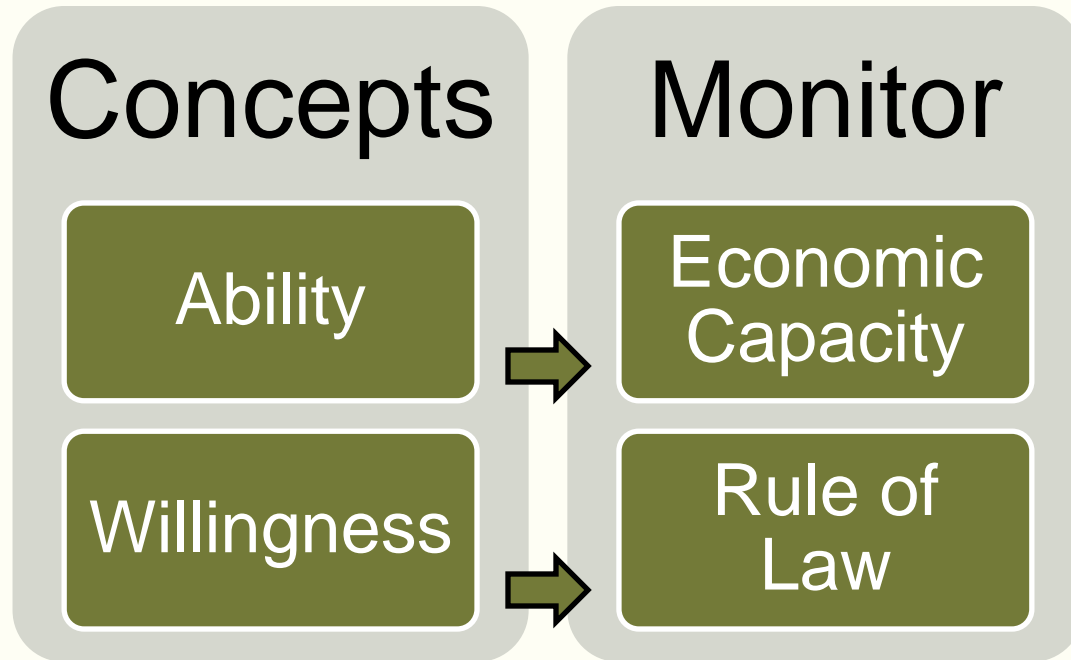 Concepts
Ability
Willingness
Monitor
Economic
Capacity
Rule of
Law